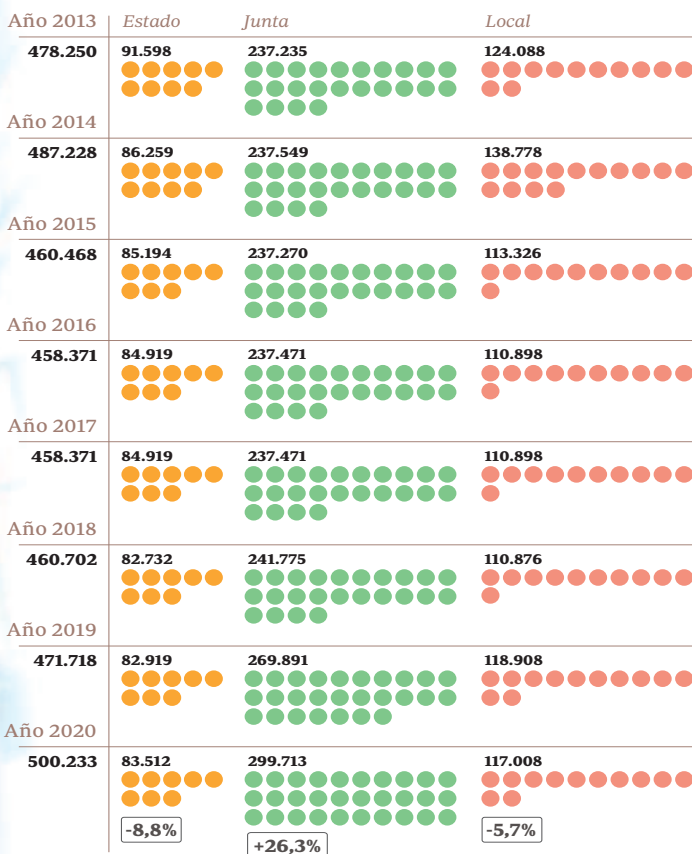 Año 2013 Estado Junta Local
478.250 91.598 237.235 124.088
Año 2014
487.228 86.259 237.549 138.778
Año 2015
460.468 85.194 237.270 113.326
Año 2016
458.371 84.919 237.471 110.898
Año 2017
458.371 84.919 237.471 110.898
Año 2018
460.702 82.732 241.775 110.876
Año 2019
471.718 82.919 269.891 118.908
Año 2020
500.233 83.512 299.713 117.008
-8,8% +26,3% -5,7%